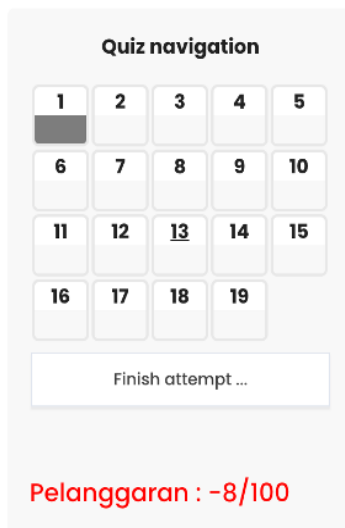 Quiz navigation
1 2 3 4 5
6 7 8 9 10
11 12 13 14 15
16 17 18 19
Finish attempt ...
Pelanggaran : -8/100